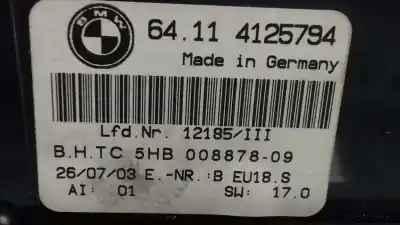 BMW
64.11 4125794
Made in Germany
Lfd.Nr. 12185/III
B.H.TC 5HB 008878-09
26/07/03 E.-NR.:B EU18.S
AI: 01 SW: 17.0